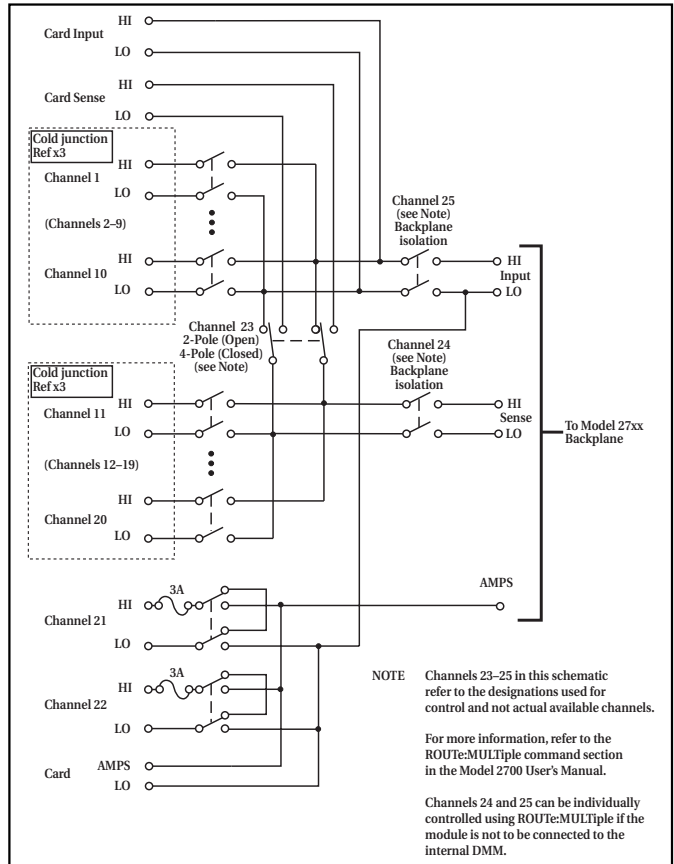 HI
Card Input
LO
HI
Card Sense
LO
Cold junction
Ref x3
HI
Channel 1
LO
(Channels 2–9)
HI
Channel 10
LO
Channel 25
(see Note)
Backplane
isolation
HI
Input
LO
Channel 23
2-Pole (Open)
4-Pole (Closed)
(see Note)
Channel 24
(see Note)
Backplane
isolation
Cold junction
Ref x3
HI
Channel 11
LO
(Channels 12–19)
HI
Channel 20
LO
HI
Sense
LO
To Model 27xx
Backplane
AMPS
3A
HI
Channel 21
LO
3A
HI
Channel 22
LO
AMPS
Card
LO
NOTE Channels 23–25 in this schematic
refer to the designations used for
control and not actual available channels.
For more information, refer to the
ROUTe:MULTiple command section
in the Model 2700 User's Manual.
Channels 24 and 25 can be individually
controlled using ROUTe:MULTiple if the
module is not to be connected to the
internal DMM.